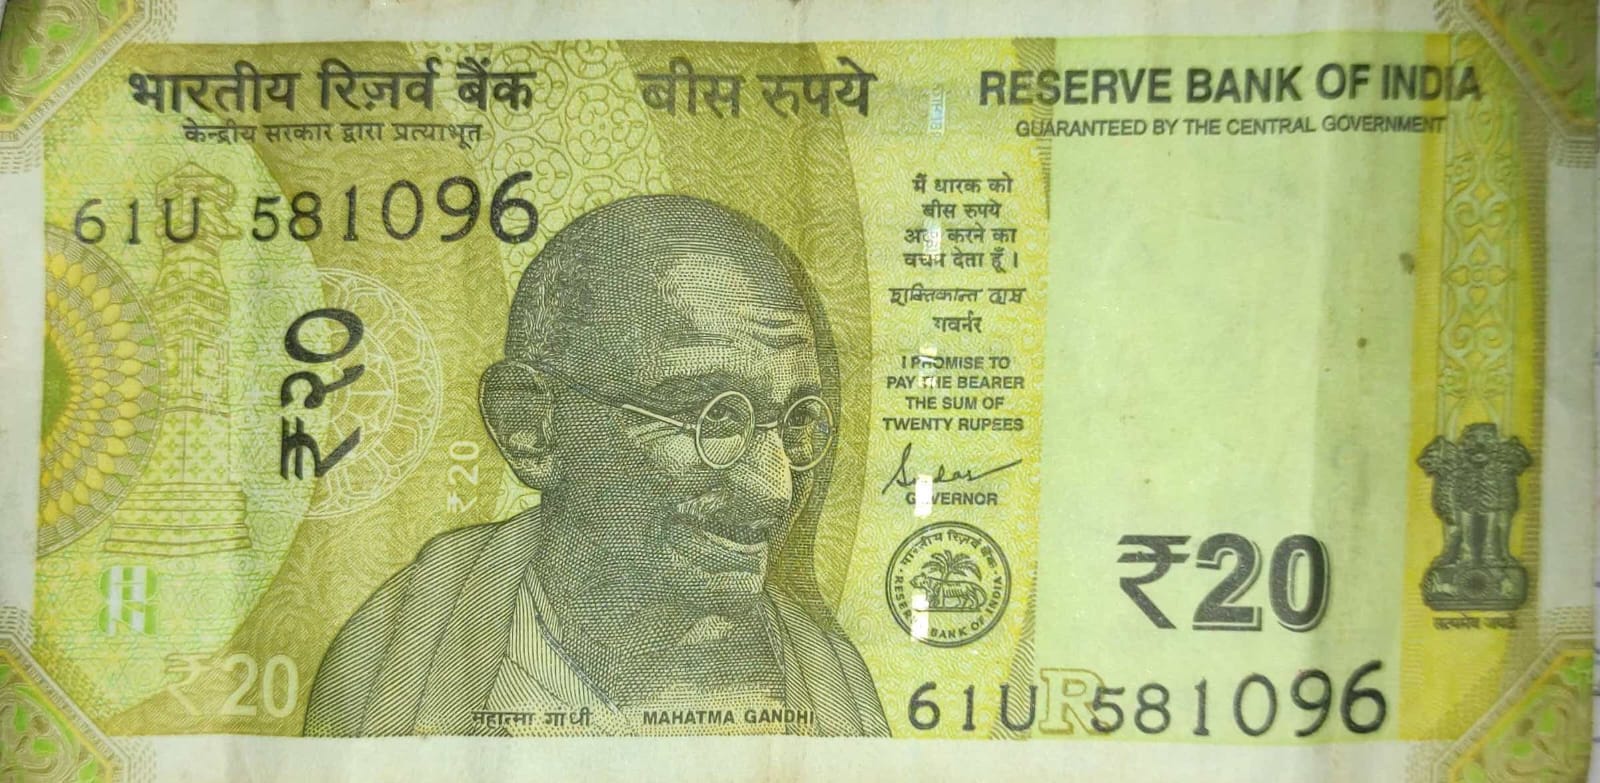 भारतीय रिज़र्व बैंक
केन्द्रीय सरकार द्वारा प्रत्याभूत
बीस रुपये
RESERVE BANK OF INDIA
GUARANTEED BY THE CENTRAL GOVERNMENT
61U 581096
मैं धारक को
बीस रुपये
अदा करने का
वचन देता हूँ ।
शक्तिकान्त दास
गवर्नर
I PROMISE TO
PAY THE BEARER
THE SUM OF
TWENTY RUPEES
GOVERNOR
₹२०
₹20
भारतीय रिज़र्व बैंक
RESERVE BANK OF INDIA
₹20
सत्यमेव जयते
₹20
महात्मा गांधी
MAHATMA GANDHI
61U R 581096